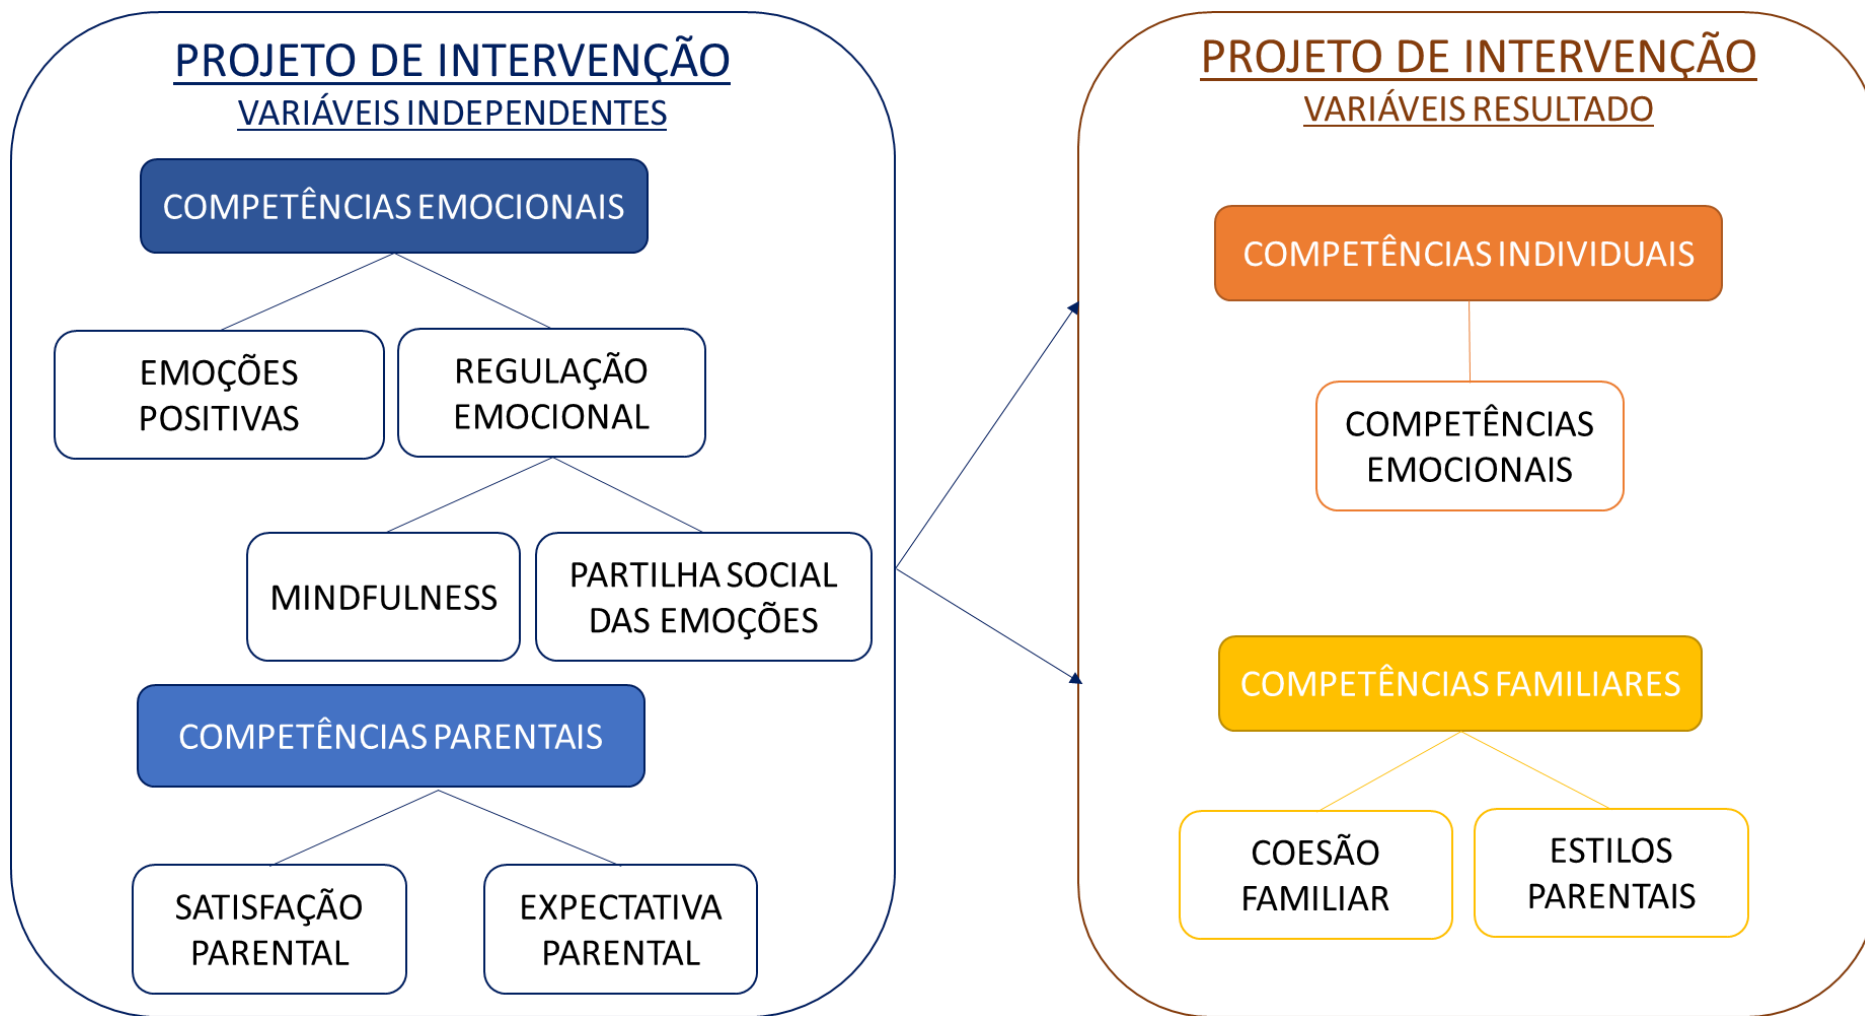 PROJETO DE INTERVENÇÃO
VARIÁVEIS INDEPENDENTES
COMPETÊNCIAS EMOCIONAIS
EMOÇÕES
POSITIVAS
REGULAÇÃO
EMOCIONAL
MINDFULNESS
PARTILHA SOCIAL
DAS EMOÇÕES
COMPETÊNCIAS PARENTAIS
SATISFAÇÃO
PARENTAL
EXPECTATIVA
PARENTAL
PROJETO DE INTERVENÇÃO
VARIÁVEIS RESULTADO
COMPETÊNCIAS INDIVIDUAIS
COMPETÊNCIAS
EMOCIONAIS
COMPETÊNCIAS FAMILIARES
COESÃO
FAMILIAR
ESTILOS
PARENTAIS